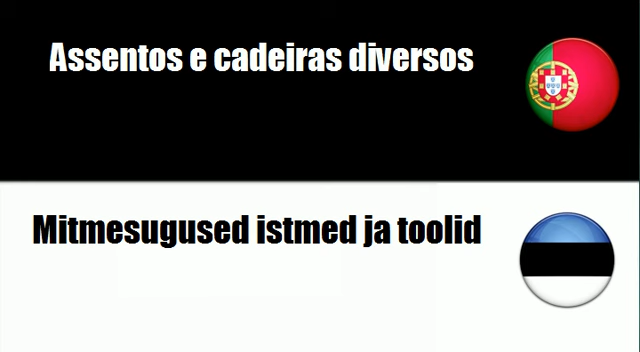 Assentos e cadeiras diversos
Mitmesugused istmed ja toolid